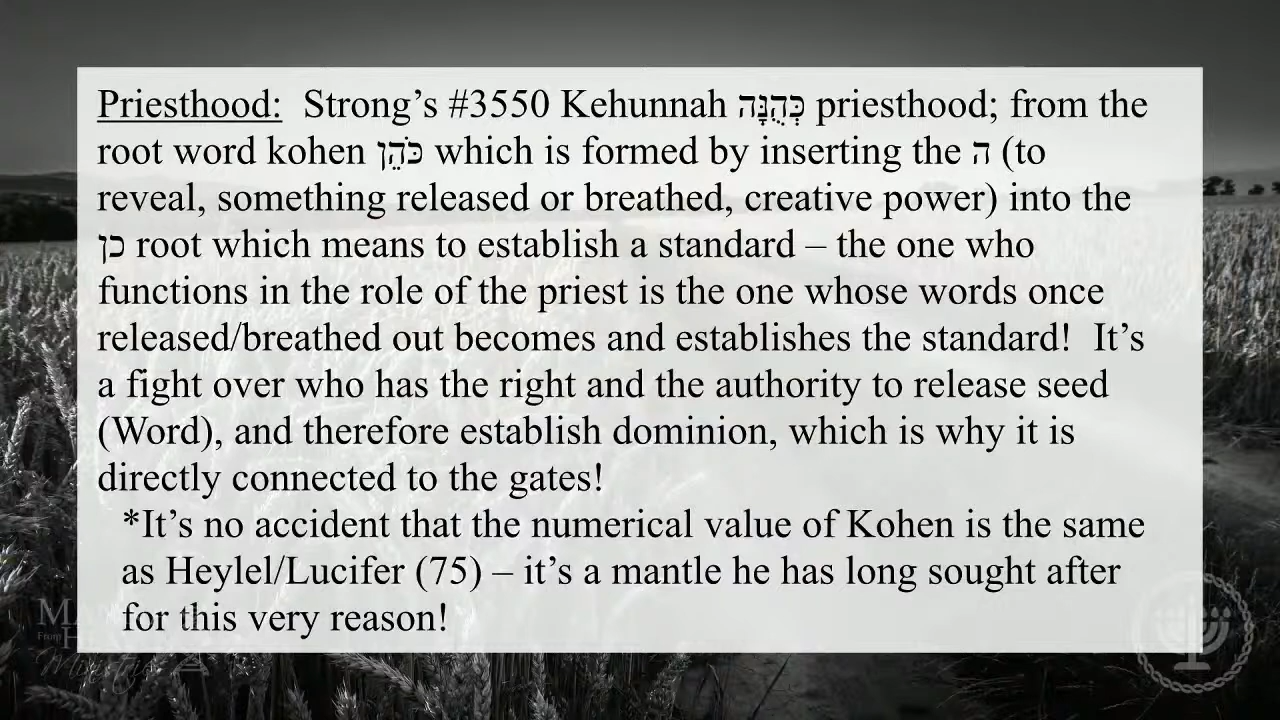 Priesthood:  Strong’s #3550 Kehunnah כְּהֻנָּה priesthood; from the
root word kohen כֹּהֵן which is formed by inserting the ה (to
reveal, something released or breathed, creative power) into the
כן root which means to establish a standard – the one who
functions in the role of the priest is the one whose words once
released/breathed out becomes and establishes the standard!  It’s
a fight over who has the right and the authority to release seed
(Word), and therefore establish dominion, which is why it is
directly connected to the gates!
*It’s no accident that the numerical value of Kohen is the same
as Heylel/Lucifer (75) – it’s a mantle he has long sought after
for this very reason!
From
Ministries